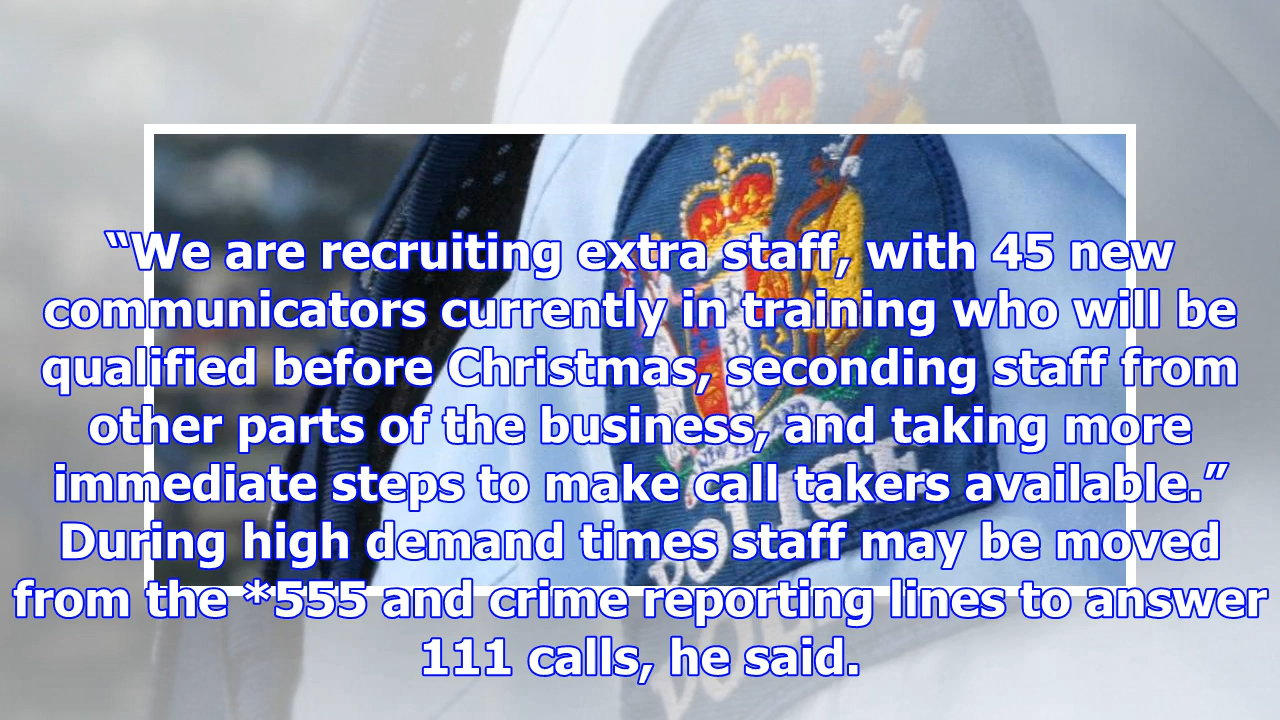 “We are recruiting extra staff, with 45 new
communicators currently in training who will be
qualified before Christmas, seconding staff from
other parts of the business, and taking more
immediate steps to make call takers available.”
During high demand times staff may be moved
from the *555 and crime reporting lines to answer
111 calls, he said.
NEW ZEALAND
POLICE